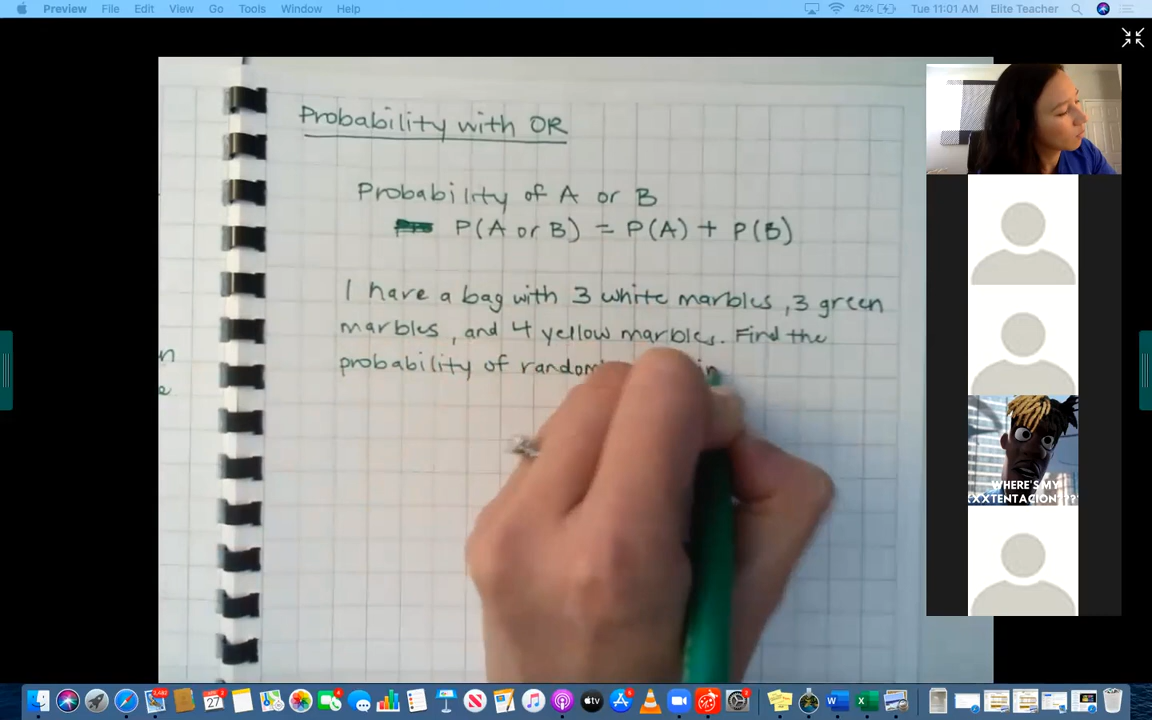 Preview File Edit View Go Tools Window Help 42% Tue 11:01 AM Elite Teacher
Probability with OR
Probability of A or B
P(A or B) = P(A) + P(B)
I have a bag with 3 white marbles, 3 green
marbles, and 4 yellow marbles. Find the
probability of
WHERE'S MY
27